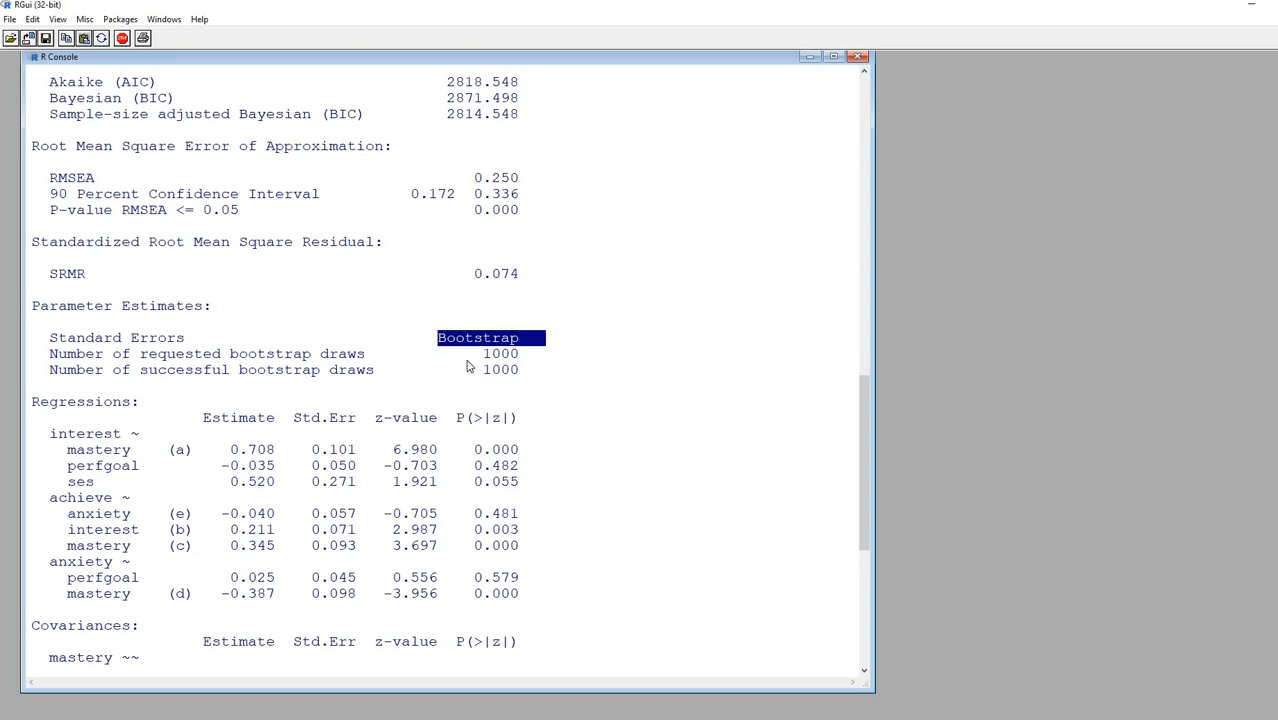 RGui (32-bit)
File Edit View Misc Packages Windows Help
STOP
R Console
Akaike (AIC) 2818.548
Bayesian (BIC) 2871.498
Sample-size adjusted Bayesian (BIC) 2814.548
Root Mean Square Error of Approximation:
RMSEA 0.250
90 Percent Confidence Interval 0.172 0.336
P-value RMSEA <= 0.05 0.000
Standardized Root Mean Square Residual:
SRMR 0.074
Parameter Estimates:
Standard Errors Bootstrap
Number of requested bootstrap draws 1000
Number of successful bootstrap draws 1000
Regressions:
Estimate Std.Err z-value P(>|z|)
interest ~
mastery (a) 0.708 0.101 6.980 0.000
perfgoal -0.035 0.050 -0.703 0.482
ses 0.520 0.271 1.921 0.055
achieve ~
anxiety (e) -0.040 0.057 -0.705 0.481
interest (b) 0.211 0.071 2.987 0.003
mastery (c) 0.345 0.093 3.697 0.000
anxiety ~
perfgoal 0.025 0.045 0.556 0.579
mastery (d) -0.387 0.098 -3.956 0.000
Covariances:
Estimate Std.Err z-value P(>|z|)
mastery ~~